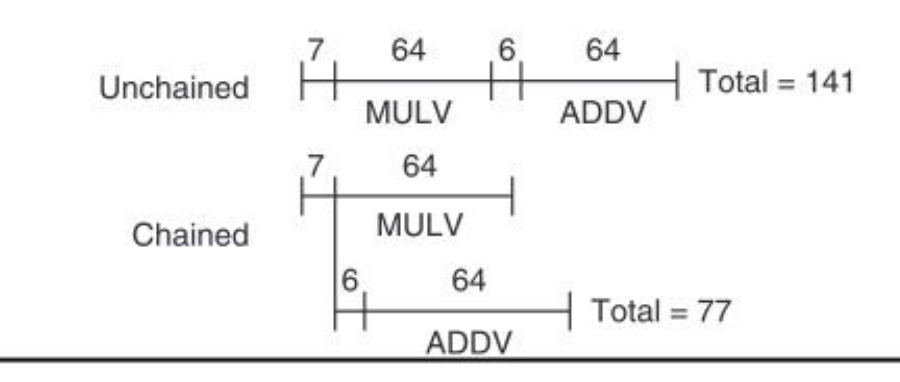 7 64 6 64
Unchained Total = 141
MULV ADDV
7 64
MULV
Chained
6 64
Total = 77
ADDV